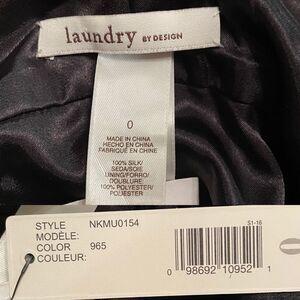 laundry BY DESIGN
0
MADE IN CHINA
HECHO EN CHINA
FABRIQUÉ EN CHINE
100% SILK/
SEDA/SOIE
LINING/FORRO/
DOUBLURE
100% POLYESTER/
POLIESTER
STYLE NKMU0154
MODÈLE:
COLOR 965
COULEUR:
S1-16
0 98692 10952 1